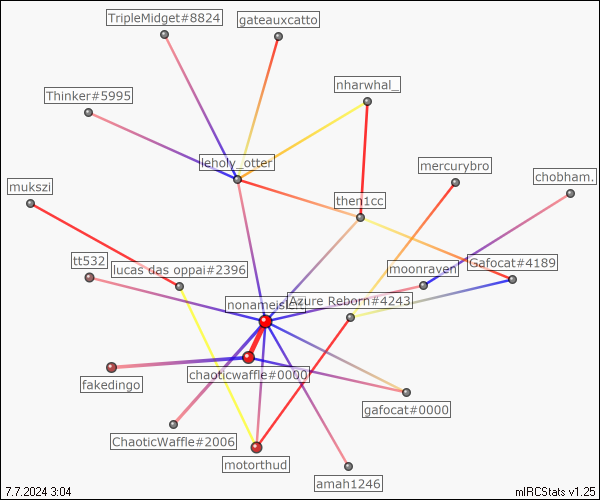 TripleMidget#8824
gateauxcatto
nharwhal_
Thinker#5995
leholy_otter
mercurybro
chobham.
mukszi
then1cc
tt532
lucas das oppai#2396
moonraven
Gafocat#4189
Azure Reborn#4243
chaoticwaffle#0000
fakedingo
gafocat#0000
ChaoticWaffle#2006
motorthud
amah1246
7.7.2024 3:04
mIRCStats v1.25